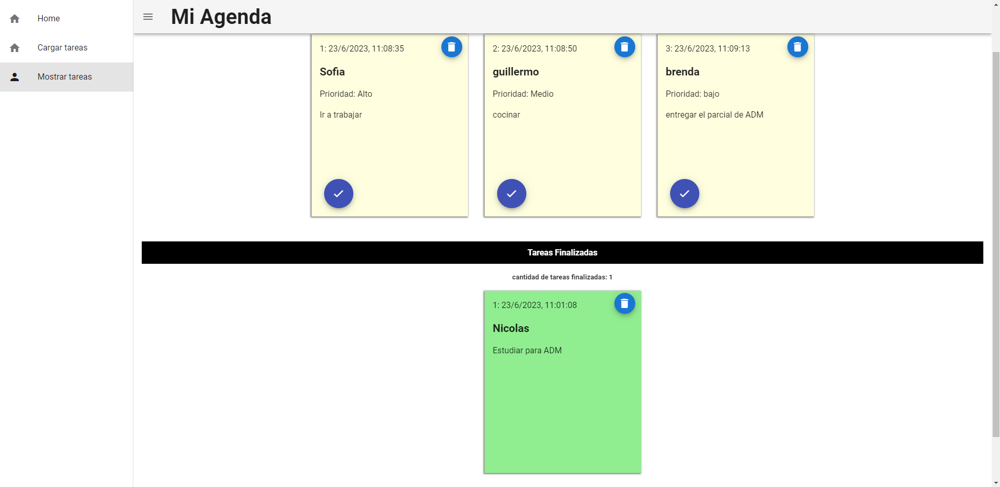 Home
Cargar tareas
Mostrar tareas
Mi Agenda
1: 23/6/2023, 11:08:35
Sofia
Prioridad: Alto
Ir a trabajar
2: 23/6/2023, 11:08:50
guillermo
Prioridad: Medio
cocinar
3: 23/6/2023, 11:09:13
brenda
Prioridad: bajo
entregar el parcial de ADM
Tareas Finalizadas
cantidad de tareas finalizadas: 1
1: 23/6/2023, 11:01:08
Nicolas
Estudiar para ADM